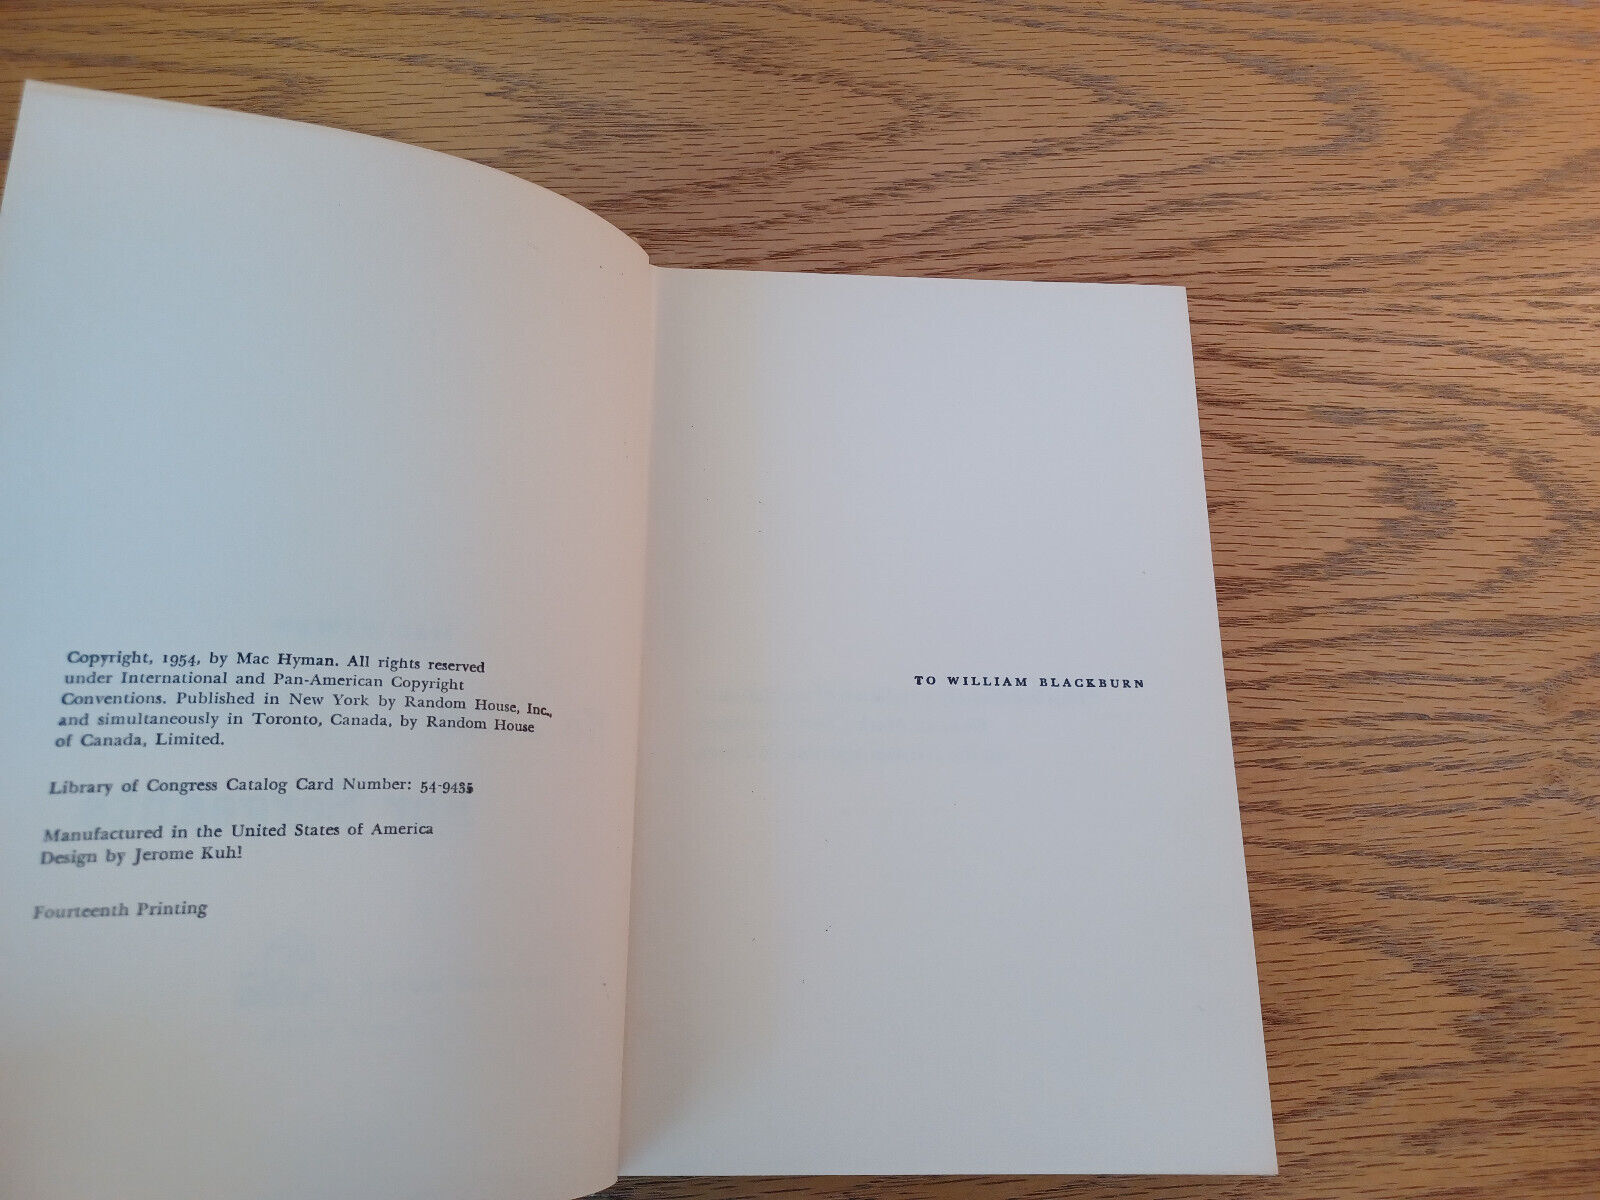 Copyright, 1954, by Mac Hyman. All rights reserved
under International and Pan-American Copyright
Conventions. Published in New York by Random House, Inc.,
and simultaneously in Toronto, Canada, by Random House
of Canada, Limited.
Library of Congress Catalog Card Number: 54-9435
Manufactured in the United States of America
Design by Jerome Kuhl
Fourteenth Printing
TO WILLIAM BLACKBURN